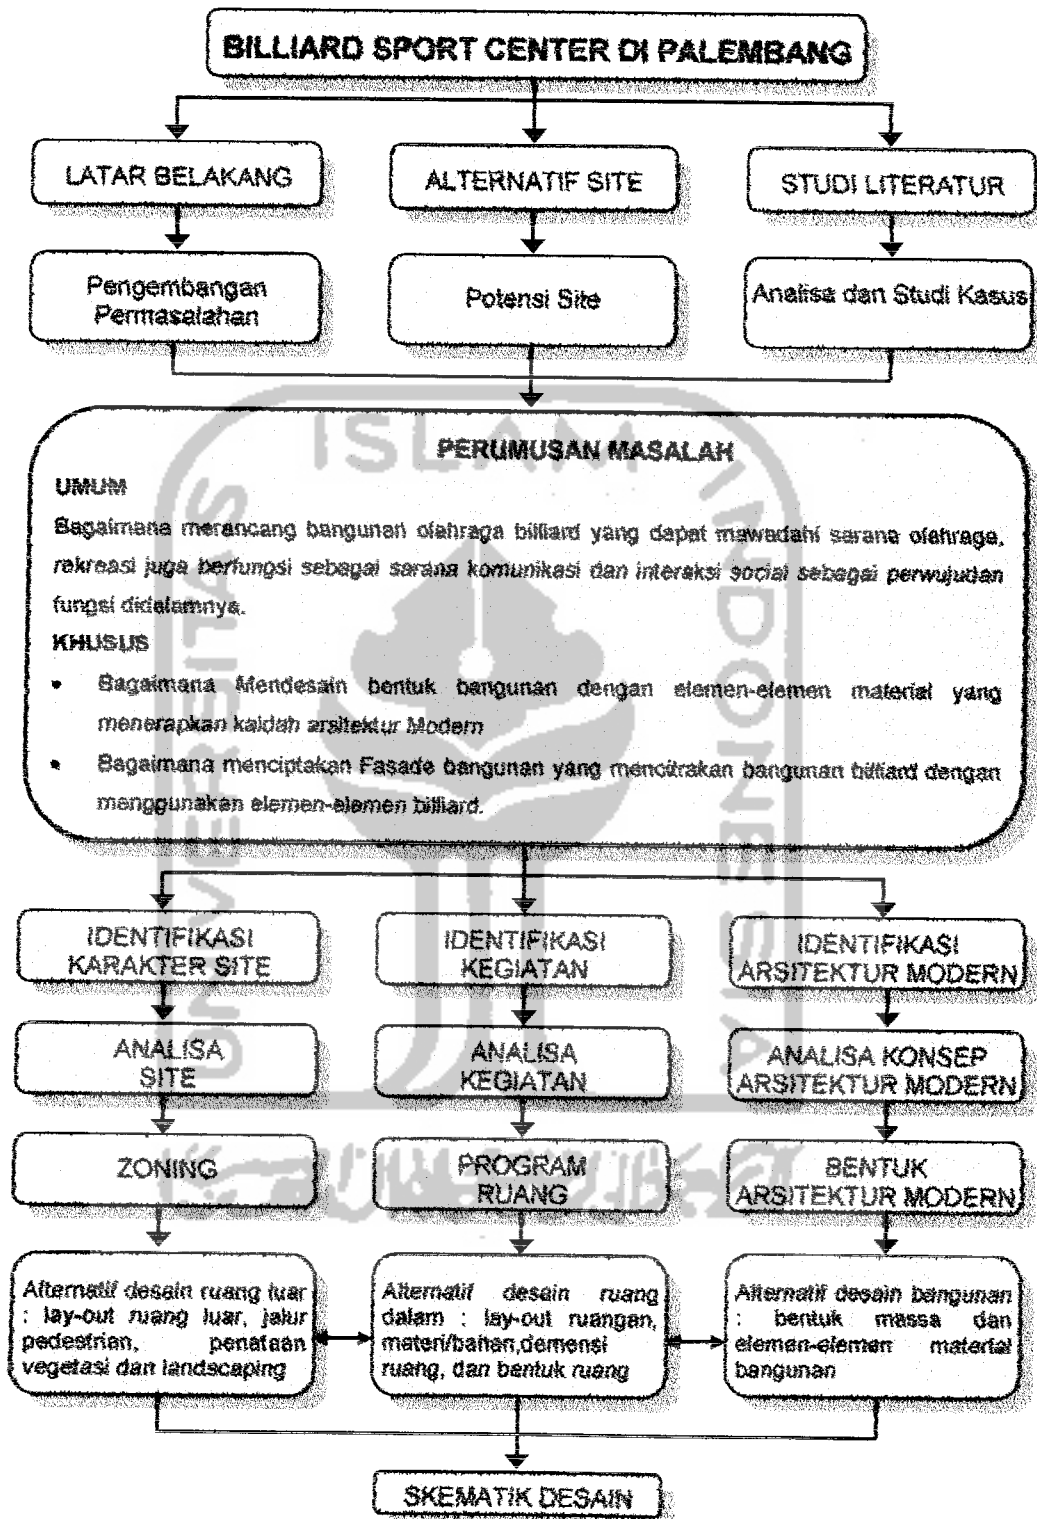 BILLIARD SPORT CENTER DI PALEMBANG
LATAR BELAKANG
ALTERNATIF SITE
STUDI LITERATUR
Pengembangan
Permasalahan
Potensi Site
Analisa dan Studi Kasus
PERUMUSAN MASALAH
UMUM
Bagaimana merancang bangunan olahraga billiard yang dapat mawadahi sarana olahraga,
rekreasi juga berfungsi sebagai sarana komunikasi dan interaksi social sebagai perwujudan
fungsi didalamnya.
KHUSUS
• Bagaimana Mendesain bentuk bangunan dengan elemen-elemen material yang
menerapkan kaidah arsitektur Modern
• Bagaimana menciptakan Fasade bangunan yang mencitrakan bangunan billiard dengan
menggunakan elemen-elemen billiard.
IDENTIFIKASI
KARAKTER SITE
IDENTIFIKASI
KEGIATAN
IDENTIFIKASI
ARSITEKTUR MODERN
ANALISA
SITE
ANALISA
KEGIATAN
ANALISA KONSEP
ARSITEKTUR MODERN
ZONING
PROGRAM
RUANG
BENTUK
ARSITEKTUR MODERN
Alternatif desain ruang luar
: lay-out ruang luar, jalur
pedestrian, penataan
vegetasi dan landscaping
Alternatif desain ruang
dalam : lay-out ruangan,
materi/bahan,demensi
ruang, dan bentuk ruang
Alternatif desain bangunan
: bentuk massa dan
elemen-elemen material
bangunan
SKEMATIK DESAIN
UNIVERSITAS
ISLAM
INDONESIA